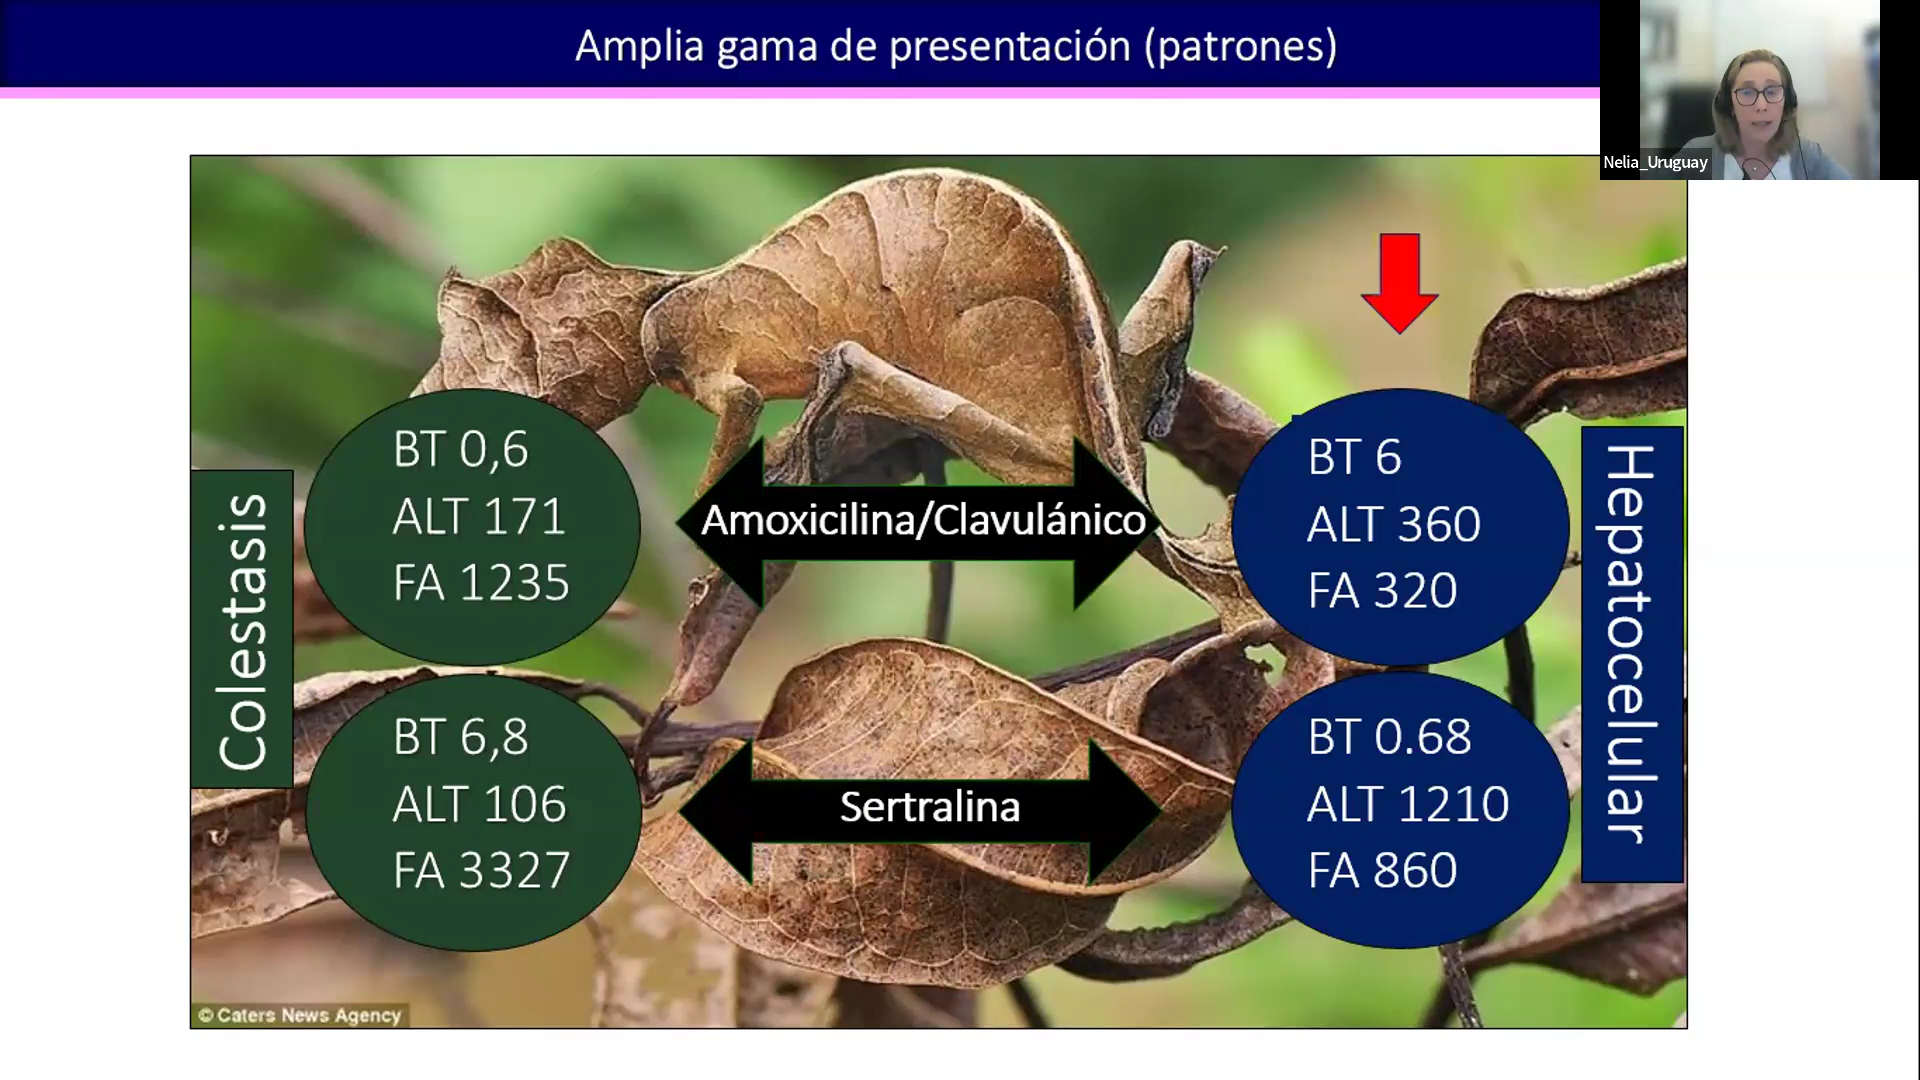 Amplia gama de presentación (patrones)
Nelia_Uruguay
Colestasis
BT 0,6
ALT 171
FA 1235
Amoxicilina/Clavulánico
BT 6
ALT 360
FA 320
Hepatocelular
BT 6,8
ALT 106
FA 3327
Sertralina
BT 0.68
ALT 1210
FA 860
© Caters News Agency